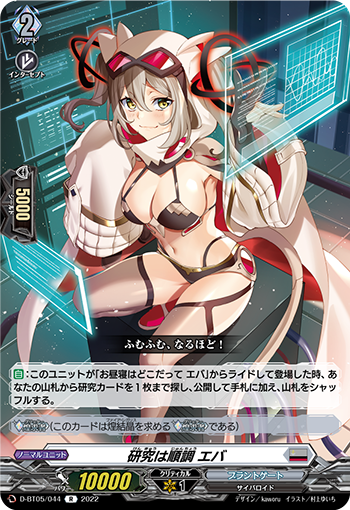 2
グレード
インターセプト
5000
シールド
ふむふむ、なるほど！
自：このユニットが「お昼寝はどこだって エバ」からライドして登場した時、あ
なたの山札から研究カードを１枚まで探し、公開して手札に加え、山札をシャッ
フルする。
(このカードは煌結晶を求める
)
ノーマルユニット
研究は順調 エバ
パワー
10000
クリティカル
1
ブラントゲート
サイバロイド
D-BT05/044 R 2022
デザイン／kaworu イラスト／村上ゆいち